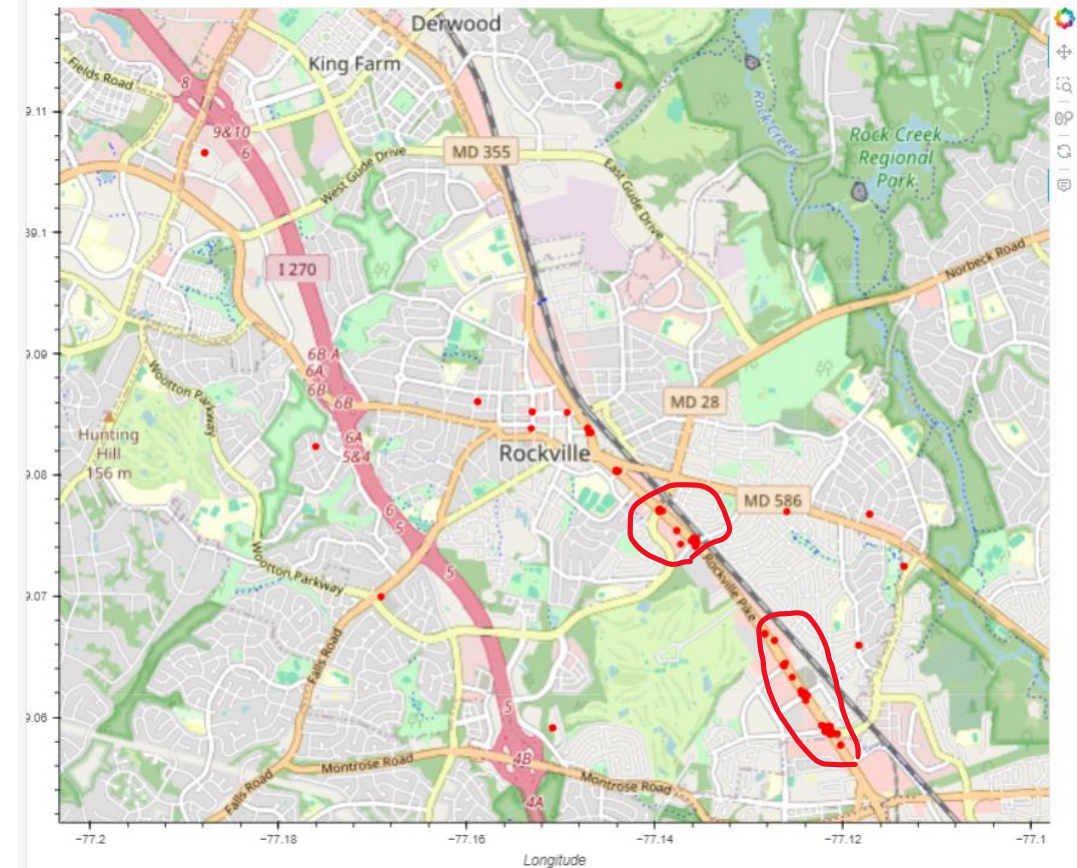 Derwood
King Farm
Fields Road
8
9.11
9&10
6
MD 355
West Gude Drive
East Gude Drive
Rock Creek
Rock Creek
Regional
Park
39.1
I 270
Norbeck Road
9.09
6B-A
6A
6B
6B
Wootton Parkway
MD 28
Hunting
Hill
156 m
6A
5&4
Rockville
9.08
MD 586
6
5
Wootton Parkway
5
Rockville Pike
9.07
Falls Road
5
9.06
4B
Montrose Road
Montrose Road
Falls Road
4A
−77.2
−77.18
−77.16
−77.14
−77.12
−77.1
Longitude